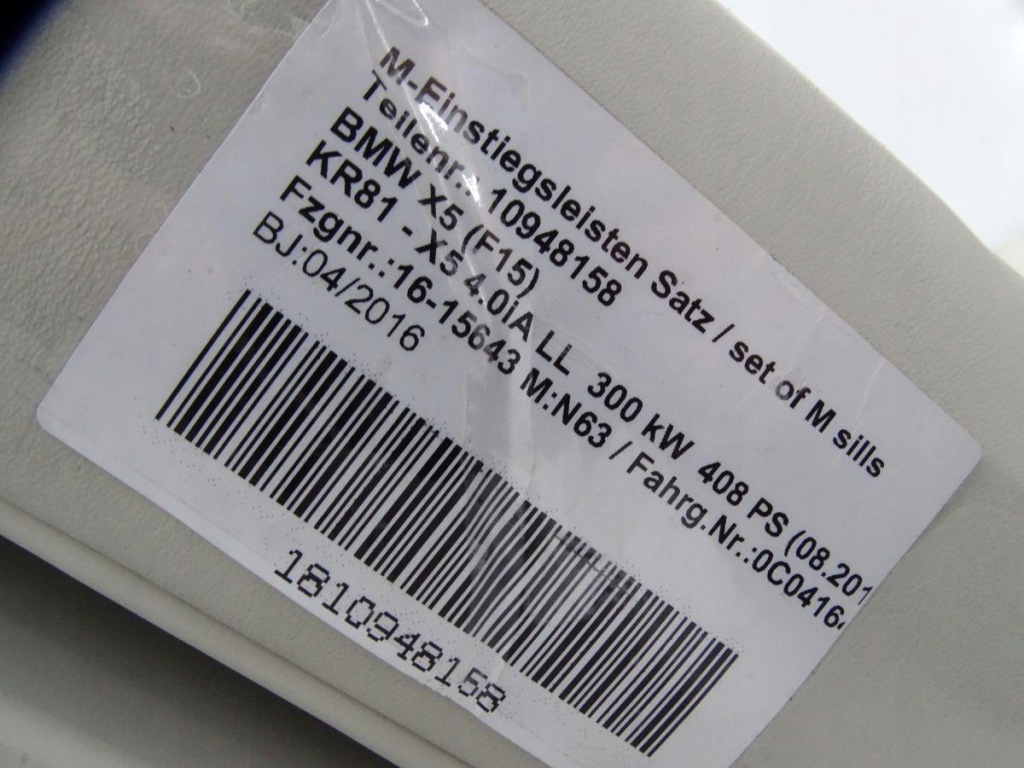 M-Einstiegsleisten Satz / set of M sills
Teilenr.: 10948158
BMW X5 (F15)
KR81 - X5 4.0iA LL 300 kW 408 PS (08.201
Fzgnr.:16-15643 M:N63 / Fahrg.Nr.:0C0416
BJ:04/2016
1810948158